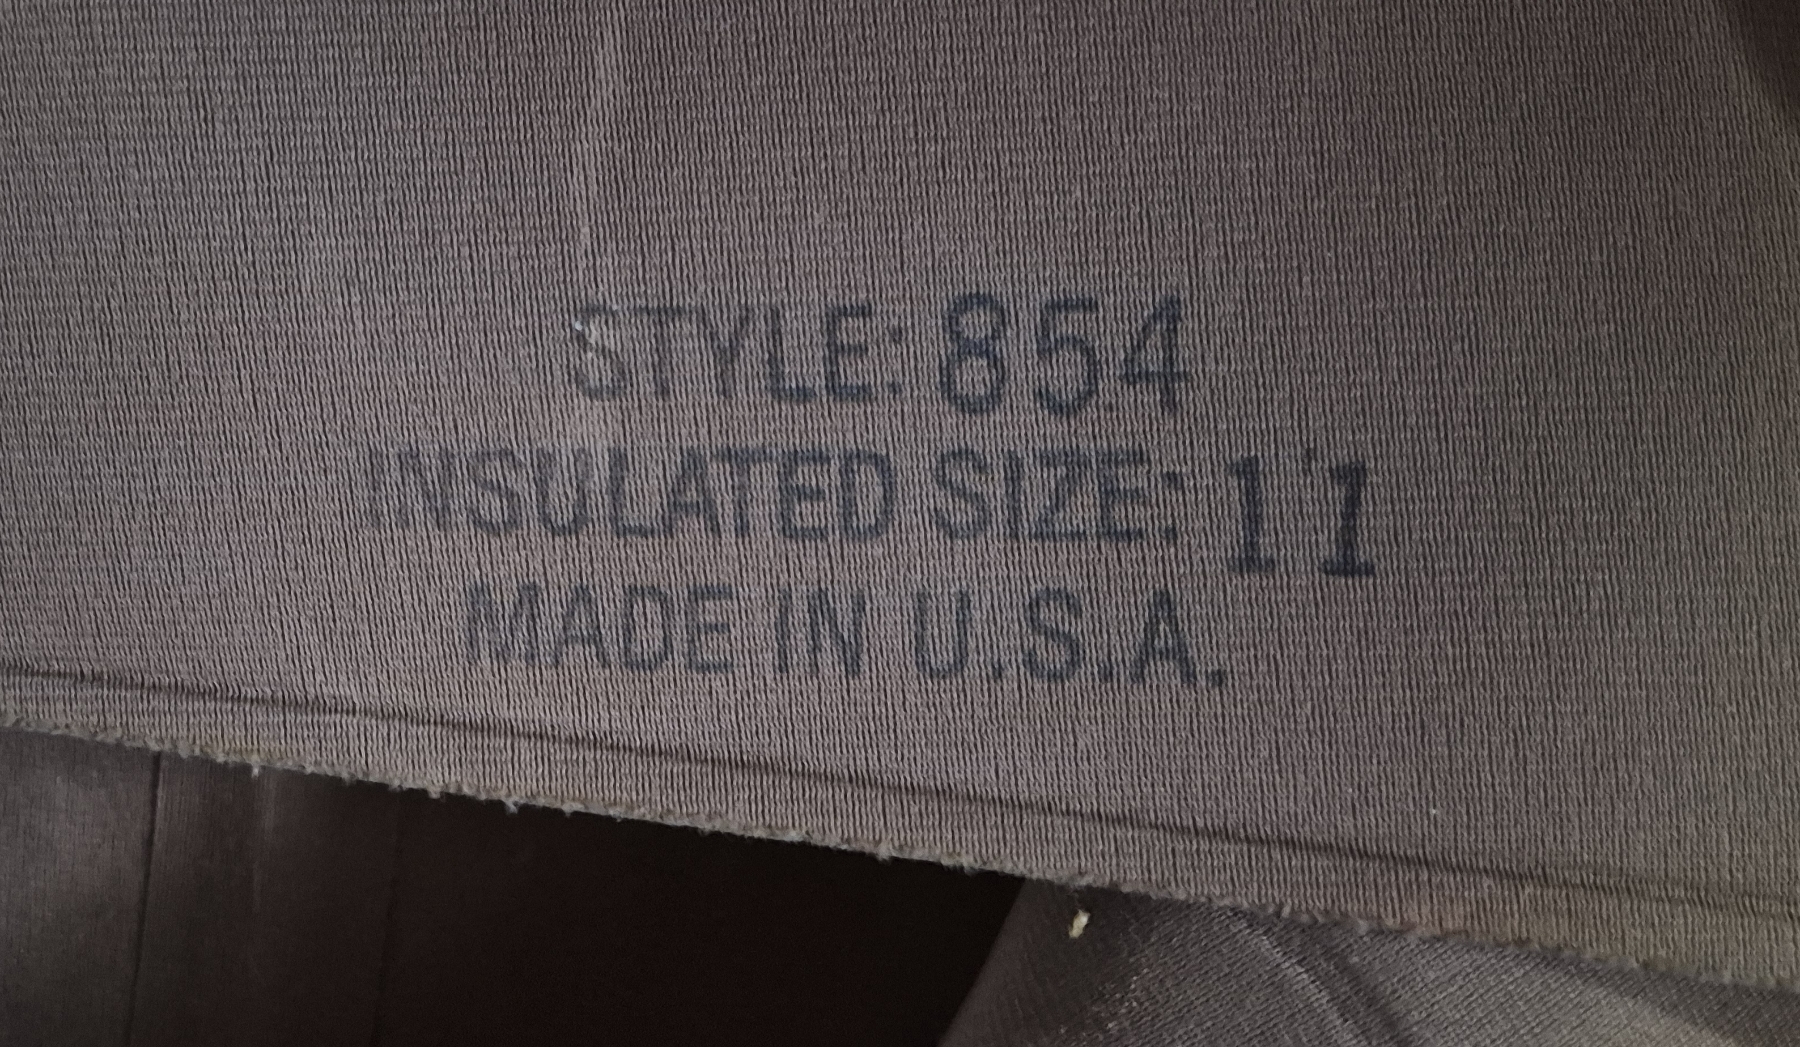 STYLE: 854
INSULATED SIZE: 11
MADE IN U.S.A.